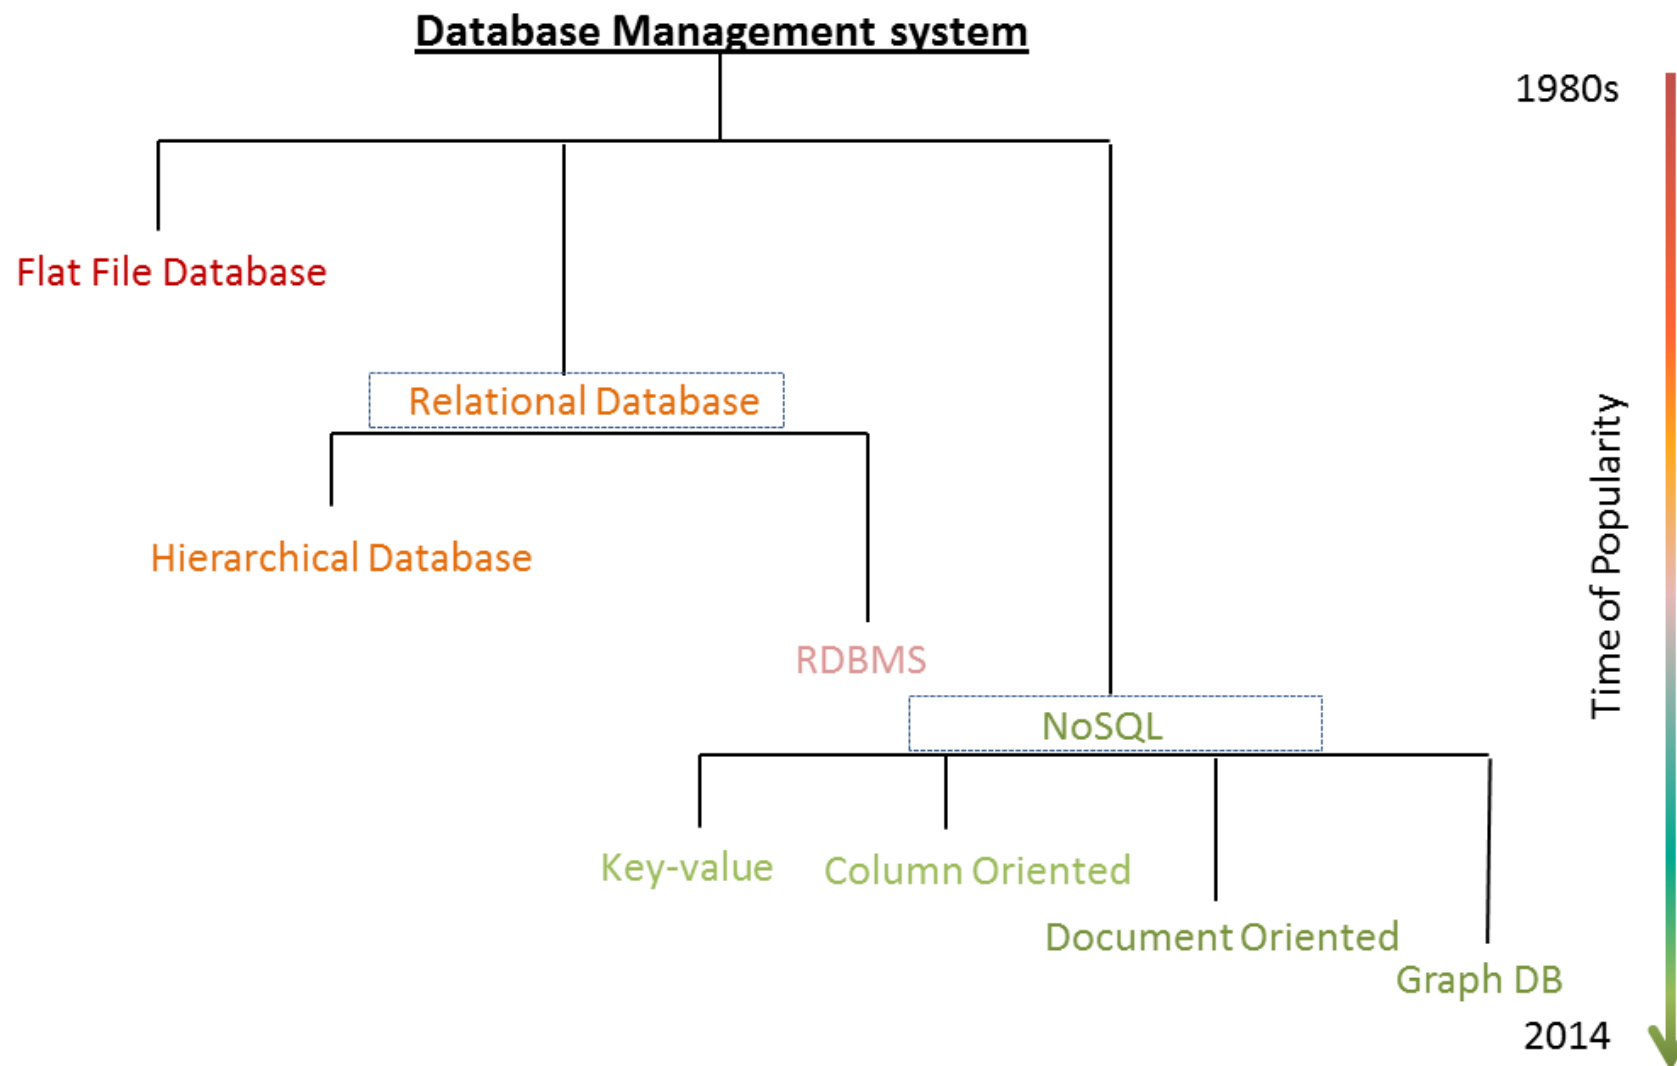 Database Management system
1980s
Flat File Database
Relational Database
Time of Popularity
Hierarchical Database
RDBMS
NoSQL
Key-value
Column Oriented
Document Oriented
Graph DB
2014